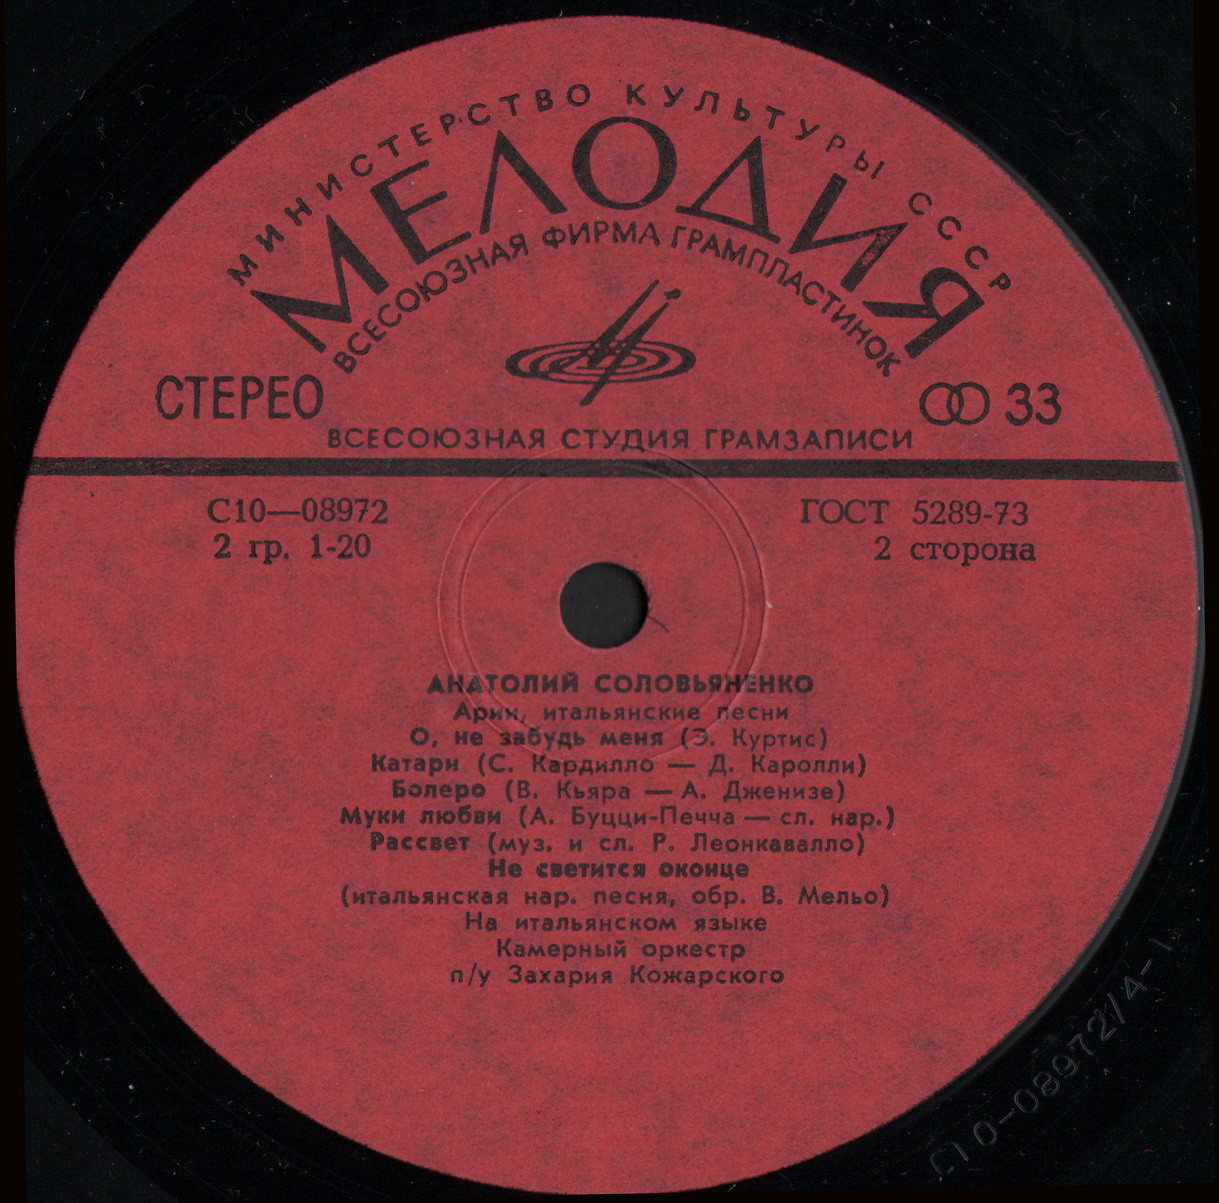 МИНИСТЕРСТВО КУЛЬТУРЫ СССР
МЕЛОДИЯ
ВСЕСОЮЗНАЯ ФИРМА ГРАМПЛАСТИНОК
СТЕРЕО
33
ВСЕСОЮЗНАЯ СТУДИЯ ГРАМЗАПИСИ
С10—08972
ГОСТ 5289-73
2 гр. 1-20
2 сторона
АНАТОЛИЙ СОЛОВЬЯНЕНКО
Арии, итальянские песни
О, не забудь меня (Э. Куртис)
Катари (С. Кардилло — Д. Каролли)
Болеро (В. Кьяра — А. Дженизе)
Муки любви (А. Буцци-Печча — сл. нар.)
Рассвет (муз. и сл. Р. Леонкавалло)
Не светится оконце
(итальянская нар. песня, обр. В. Мельо)
На итальянском языке
Камерный оркестр
п/у Захария Кожарского
С10-08972/4-1